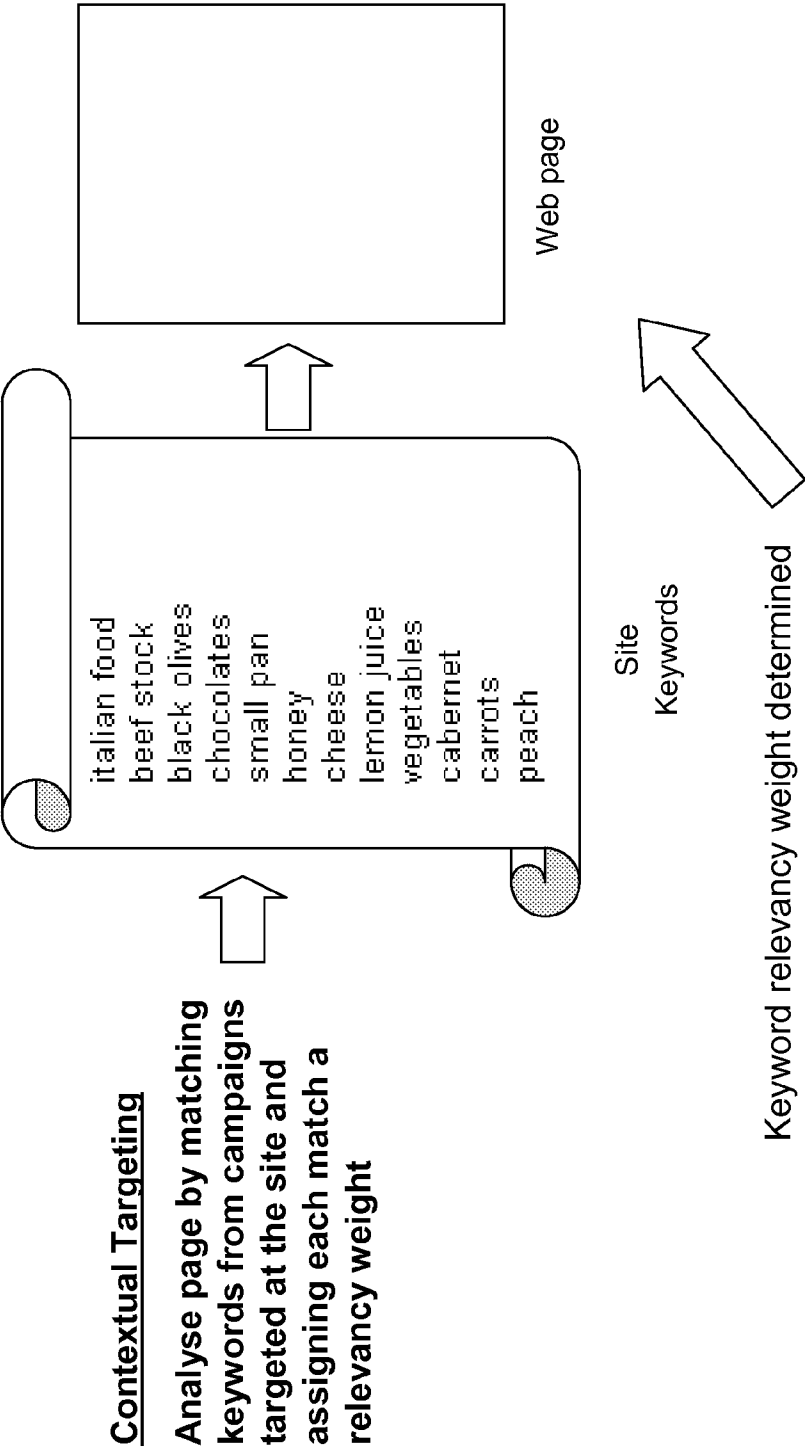 Contextual Targeting
Analyse page by matching
keywords from campaigns
targeted at the site and
assigning each match a
relevancy weight
italian food
beef stock
black olives
chocolates
small pan
honey
cheese
lemon juice
vegetables
cabernet
carrots
peach
Site
Keywords
Web page
Keyword relevancy weight determined